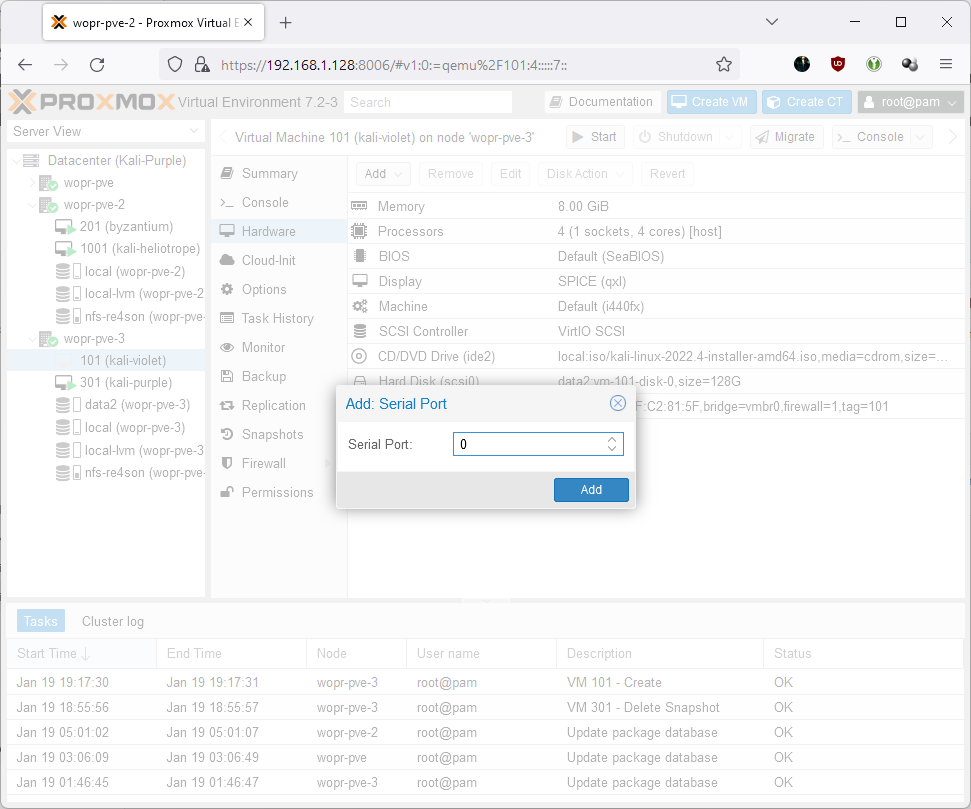 wopr-pve-2 - Proxmox Virtual E
https://192.168.1.128:8006/#v1:0:=qemu%2F101:4:::::7::
PROXMOX Virtual Environment 7.2-3 Search Documentation Create VM Create CT root@pam
Server View
Virtual Machine 101 (kali-violet) on node 'wopr-pve-3' Start Shutdown Migrate Console
Datacenter (Kali-Purple)
wopr-pve
wopr-pve-2
201 (byzantium)
1001 (kali-heliotrope)
local (wopr-pve-2)
local-lvm (wopr-pve-2
nfs-re4son (wopr-pve-
wopr-pve-3
101 (kali-violet)
301 (kali-purple)
data2 (wopr-pve-3)
local (wopr-pve-3)
local-lvm (wopr-pve-3
nfs-re4son (wopr-pve-
Summary
Console
Hardware
Cloud-Init
Options
Task History
Monitor
Backup
Replication
Snapshots
Firewall
Permissions
Add Remove Edit Disk Action Revert
Memory 8.00 GiB
Processors 4 (1 sockets, 4 cores) [host]
BIOS Default (SeaBIOS)
Display SPICE (qxl)
Machine Default (i440fx)
SCSI Controller VirtIO SCSI
CD/DVD Drive (ide2) local:iso/kali-linux-2022.4-installer-amd64.iso,media=cdrom,size=...
Hard Disk (scsi0) data2:vm-101-disk-0,size=128G
F:C2:81:5F,bridge=vmbr0,firewall=1,tag=101
Add: Serial Port
Serial Port: 0
Add
Tasks Cluster log
Start Time End Time Node User name Description Status
Jan 19 19:17:30 Jan 19 19:17:31 wopr-pve-3 root@pam VM 101 - Create OK
Jan 19 18:55:56 Jan 19 18:55:57 wopr-pve-3 root@pam VM 301 - Delete Snapshot OK
Jan 19 05:01:02 Jan 19 05:01:07 wopr-pve-2 root@pam Update package database OK
Jan 19 03:06:09 Jan 19 03:06:49 wopr-pve root@pam Update package database OK
Jan 19 01:46:45 Jan 19 01:46:47 wopr-pve-3 root@pam Update package database OK